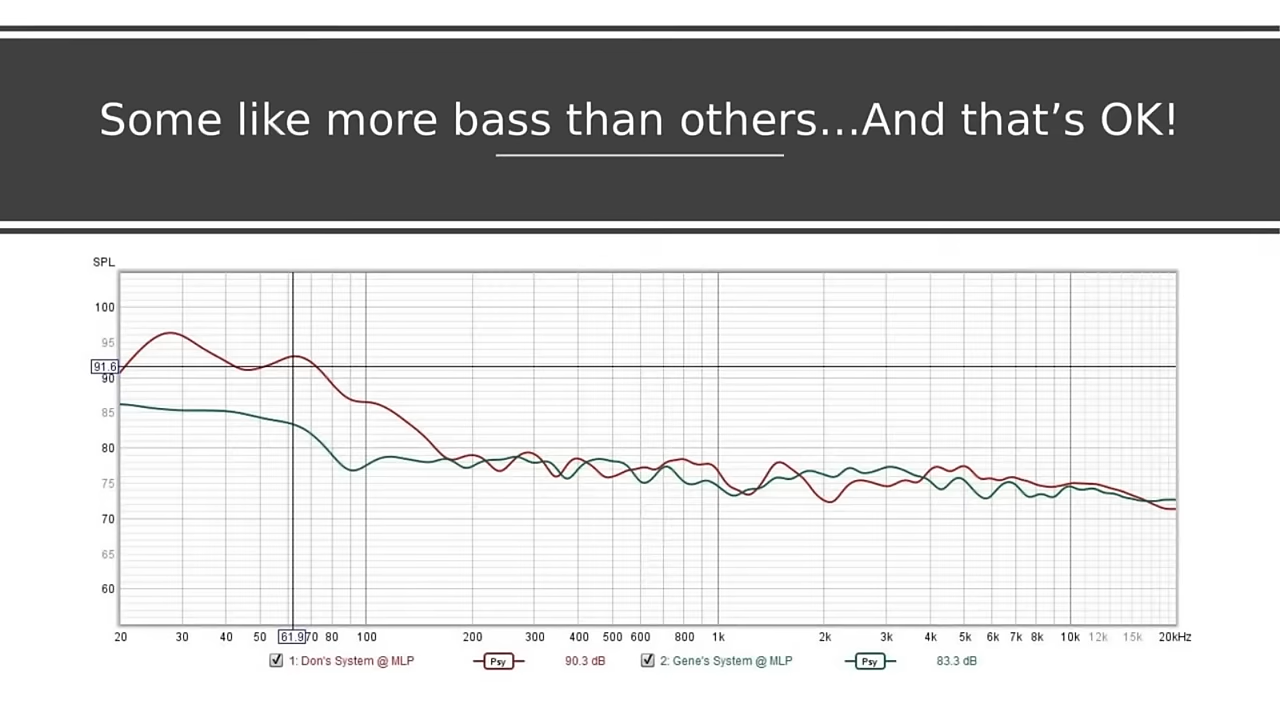 Some like more bass than others...And that’s OK!
SPL
100
95
91.6
90
85
80
75
70
65
60
20 30 40 50 61.9 70 80 100 200 300 400 500 600 800 1k 2k 3k 4k 5k 6k 7k 8k 10k 12k 15k 20kHz
1: Don's System @ MLP Psy 90.3 dB 2: Gene's System @ MLP Psy 83.3 dB